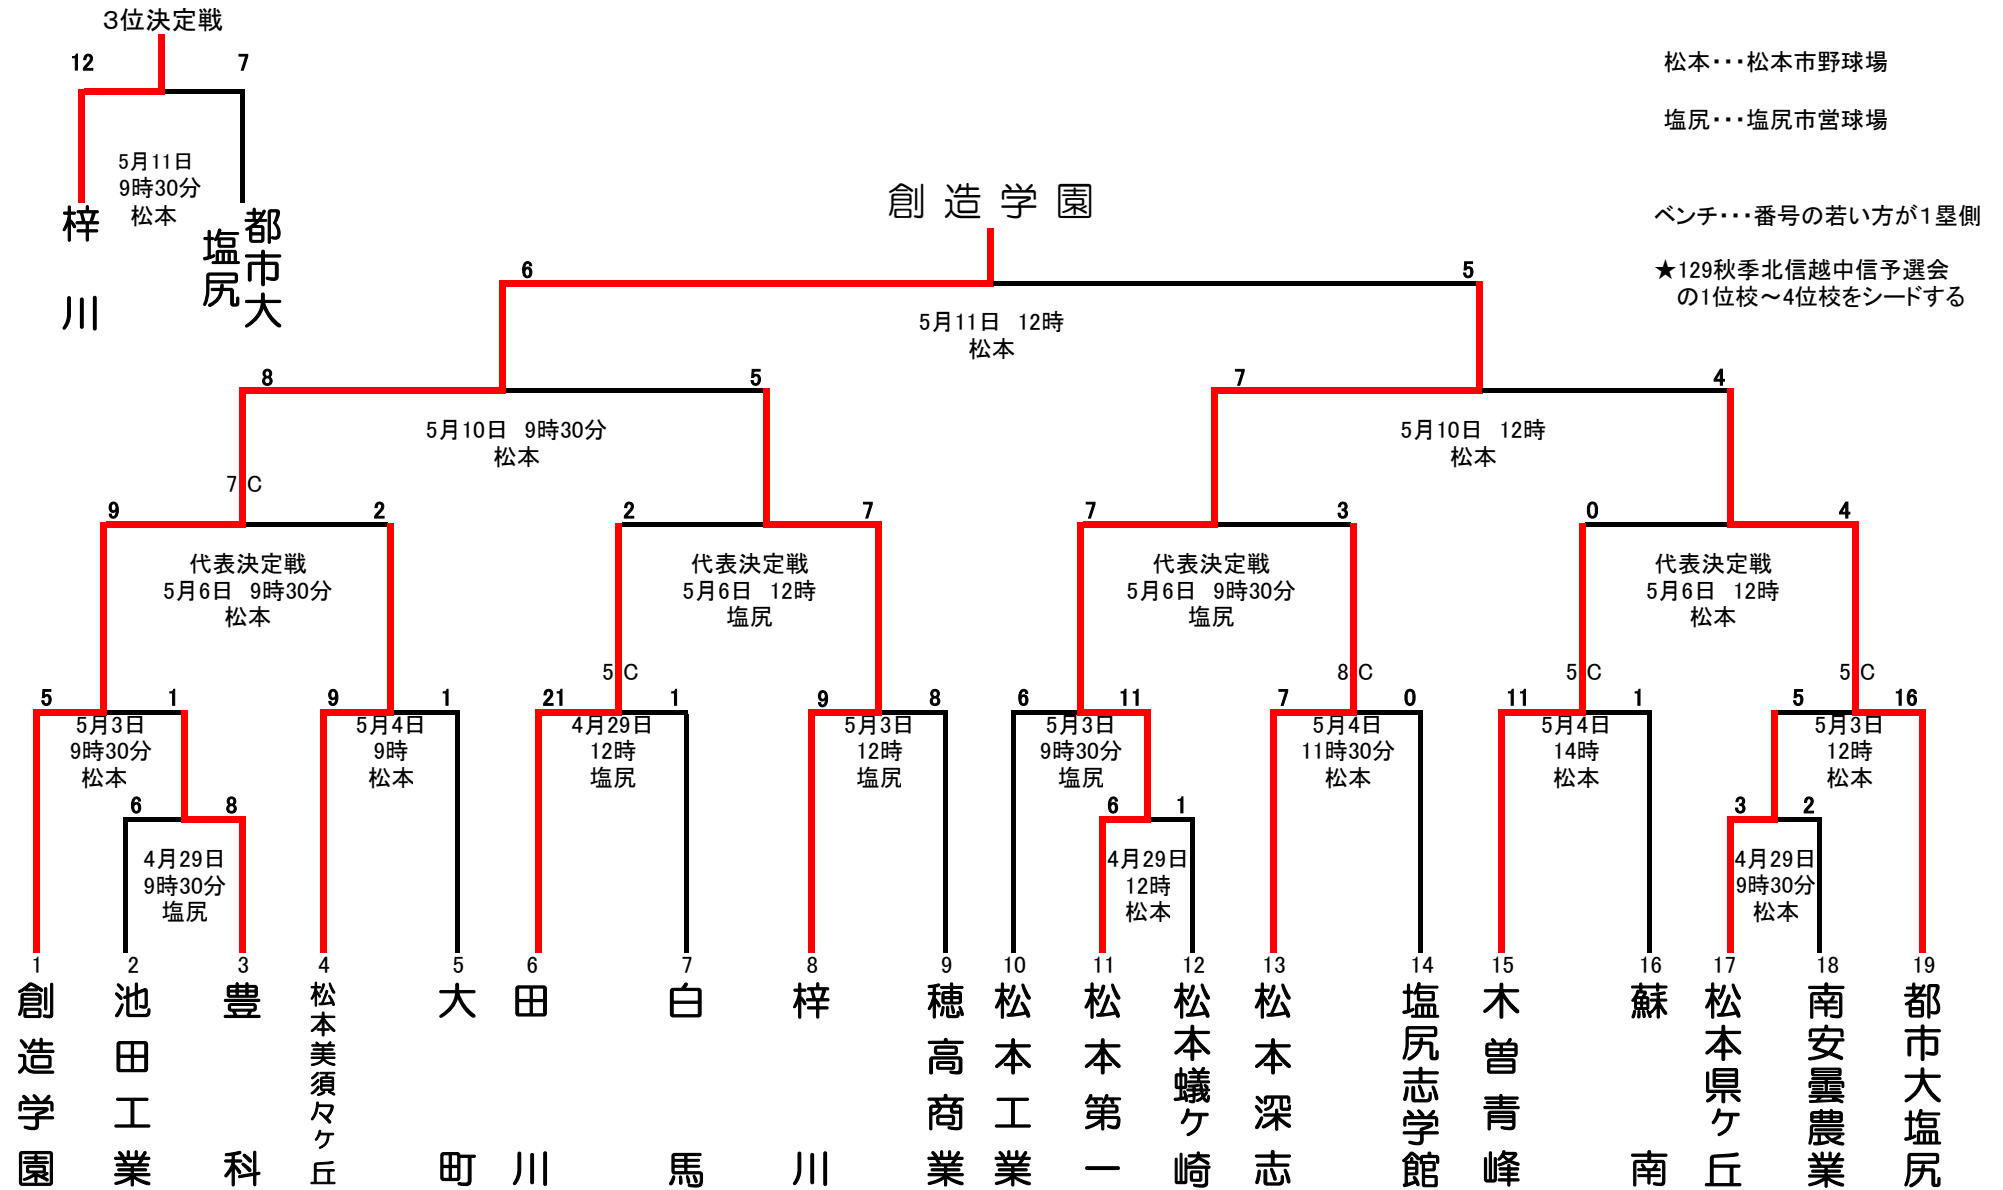 ３位決定戦
12
7
5月11日
9時30分
松本
梓川
都市大
塩尻
松本･･･松本市野球場
塩尻･･･塩尻市営球場
ベンチ･･･番号の若い方が１塁側
★129秋季北信越中信予選会
の1位校～4位校をシードする
創造学園
6
5
5月11日 12時
松本
8
5
5月10日 9時30分
松本
7
4
5月10日 12時
松本
7 C
9
2
代表決定戦
5月6日 9時30分
松本
2
7
代表決定戦
5月6日 12時
塩尻
7
3
代表決定戦
5月6日 9時30分
塩尻
0
4
代表決定戦
5月6日 12時
松本
5
1
5月3日
9時30分
松本
9
1
5月4日
9時
松本
5 C
21
1
4月29日
12時
塩尻
9
8
5月3日
12時
塩尻
6
11
5月3日
9時30分
塩尻
8 C
7
0
5月4日
11時30分
松本
5 C
11
1
5月4日
14時
松本
5 C
5
16
5月3日
12時
松本
6
8
4月29日
9時30分
塩尻
6
1
4月29日
12時
松本
3
2
4月29日
9時30分
松本
1
創造学園
2
池田工業
3
豊科
4
松本美須々ケ丘
5
大町
6
田川
7
白馬
8
梓川
9
穂高商業
10
松本工業
11
松本第一
12
松本蟻ケ崎
13
松本深志
14
塩尻志学館
15
木曽青峰
16
蘇南
17
松本県ケ丘
18
南安曇農業
19
都市大塩尻